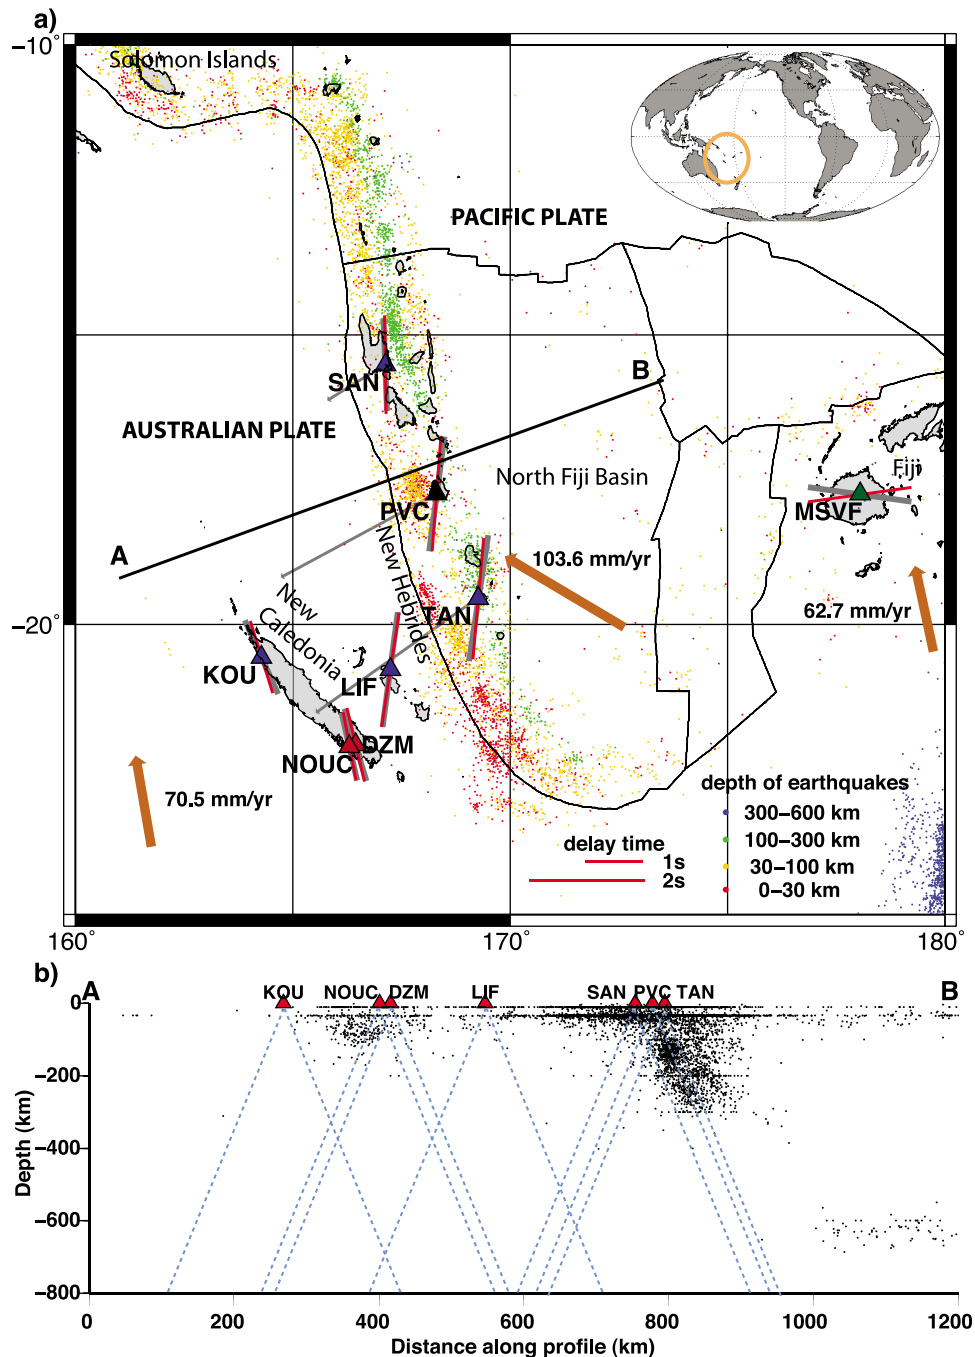 a)
−10°
Solomon Islands
PACIFIC PLATE
SAN
B
AUSTRALIAN PLATE
Fiji
North Fiji Basin
PVC
MSVF
A
New Hebrides
103.6 mm/yr
New
Caledonia
TAN
62.7 mm/yr
−20°
KOU
LIF
NOUC
DZM
70.5 mm/yr
depth of earthquakes
300−600 km
100−300 km
30−100 km
0−30 km
delay time
1s
2s
160°
170°
180°
b)
A
KOU
NOUC
DZM
LIF
SAN
PVC
TAN
B
0
−200
−400
−600
−800
Depth (km)
0
200
400
600
800
1000
1200
Distance along profile (km)